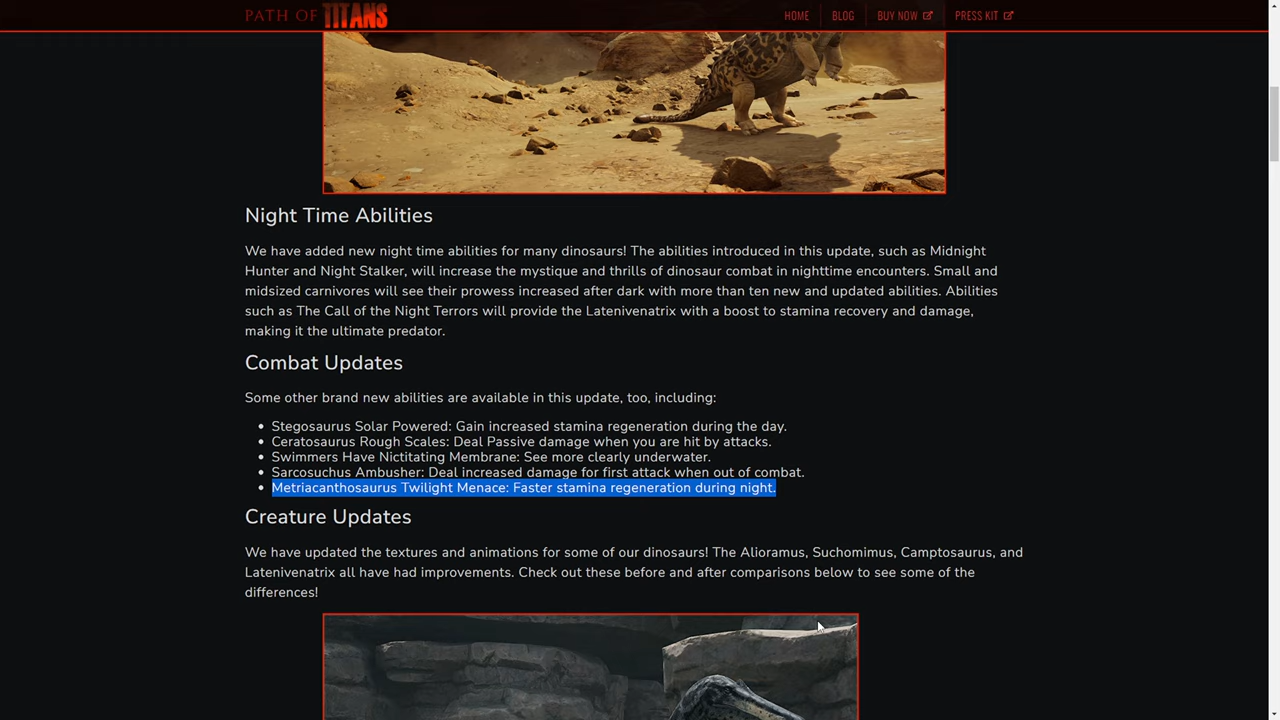 PATH OF TITANS
HOME
BLOG
BUY NOW
PRESS KIT
Night Time Abilities
We have added new night time abilities for many dinosaurs! The abilities introduced in this update, such as Midnight
Hunter and Night Stalker, will increase the mystique and thrills of dinosaur combat in nighttime encounters. Small and
midsized carnivores will see their prowess increased after dark with more than ten new and updated abilities. Abilities
such as The Call of the Night Terrors will provide the Latenivenatrix with a boost to stamina recovery and damage,
making it the ultimate predator.
Combat Updates
Some other brand new abilities are available in this update, too, including:
• Stegosaurus Solar Powered: Gain increased stamina regeneration during the day.
• Ceratosaurus Rough Scales: Deal Passive damage when you are hit by attacks.
• Swimmers Have Nictitating Membrane: See more clearly underwater.
• Sarcosuchus Ambusher: Deal increased damage for first attack when out of combat.
• Metriacanthosaurus Twilight Menace: Faster stamina regeneration during night.
Creature Updates
We have updated the textures and animations for some of our dinosaurs! The Alioramus, Suchomimus, Camptosaurus, and
Latenivenatrix all have had improvements. Check out these before and after comparisons below to see some of the
differences!